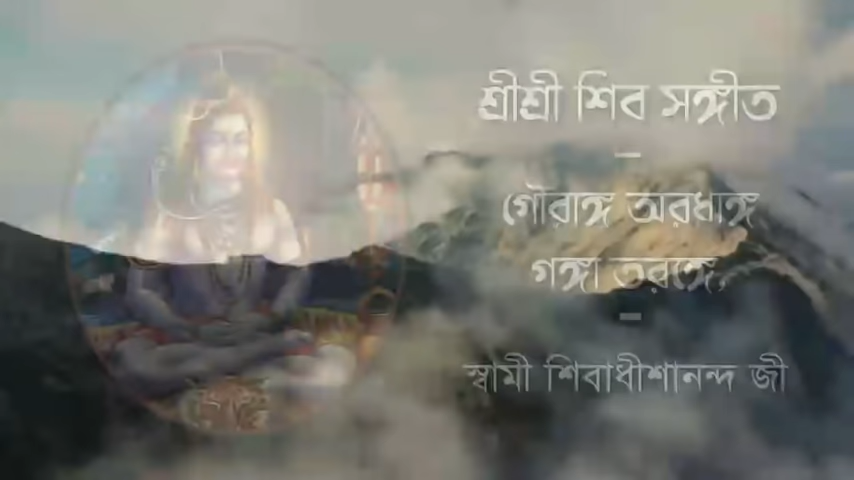 শ্রীশ্রী শিব সঙ্গীত
–
গৌরাঙ্গ অরধাঙ্গ
গঙ্গা তরঙ্গে,
–
স্বামী শিবাধীশানন্দ জী